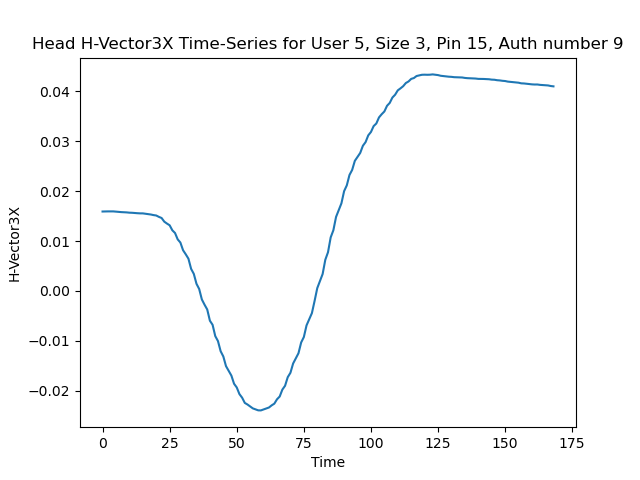 Head H-Vector3X Time-Series for User 5, Size 3, Pin 15, Auth number 9
H-Vector3X
0.04
0.03
0.02
0.01
0.00
−0.01
−0.02
0 25 50 75 100 125 150 175
Time